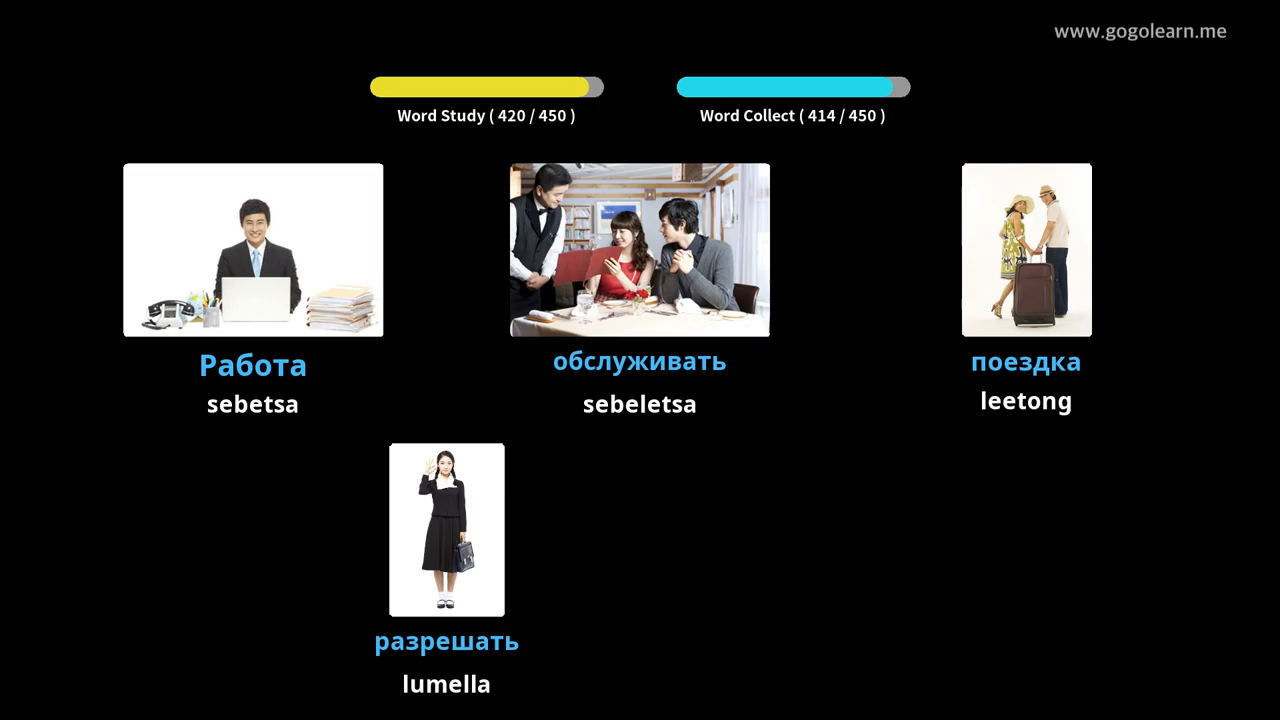 www.gogolearn.me
Word Study ( 420 / 450 )
Word Collect ( 414 / 450 )
Работа
sebetsa
обслуживать
sebeletsa
поездка
leetong
разрешать
lumella